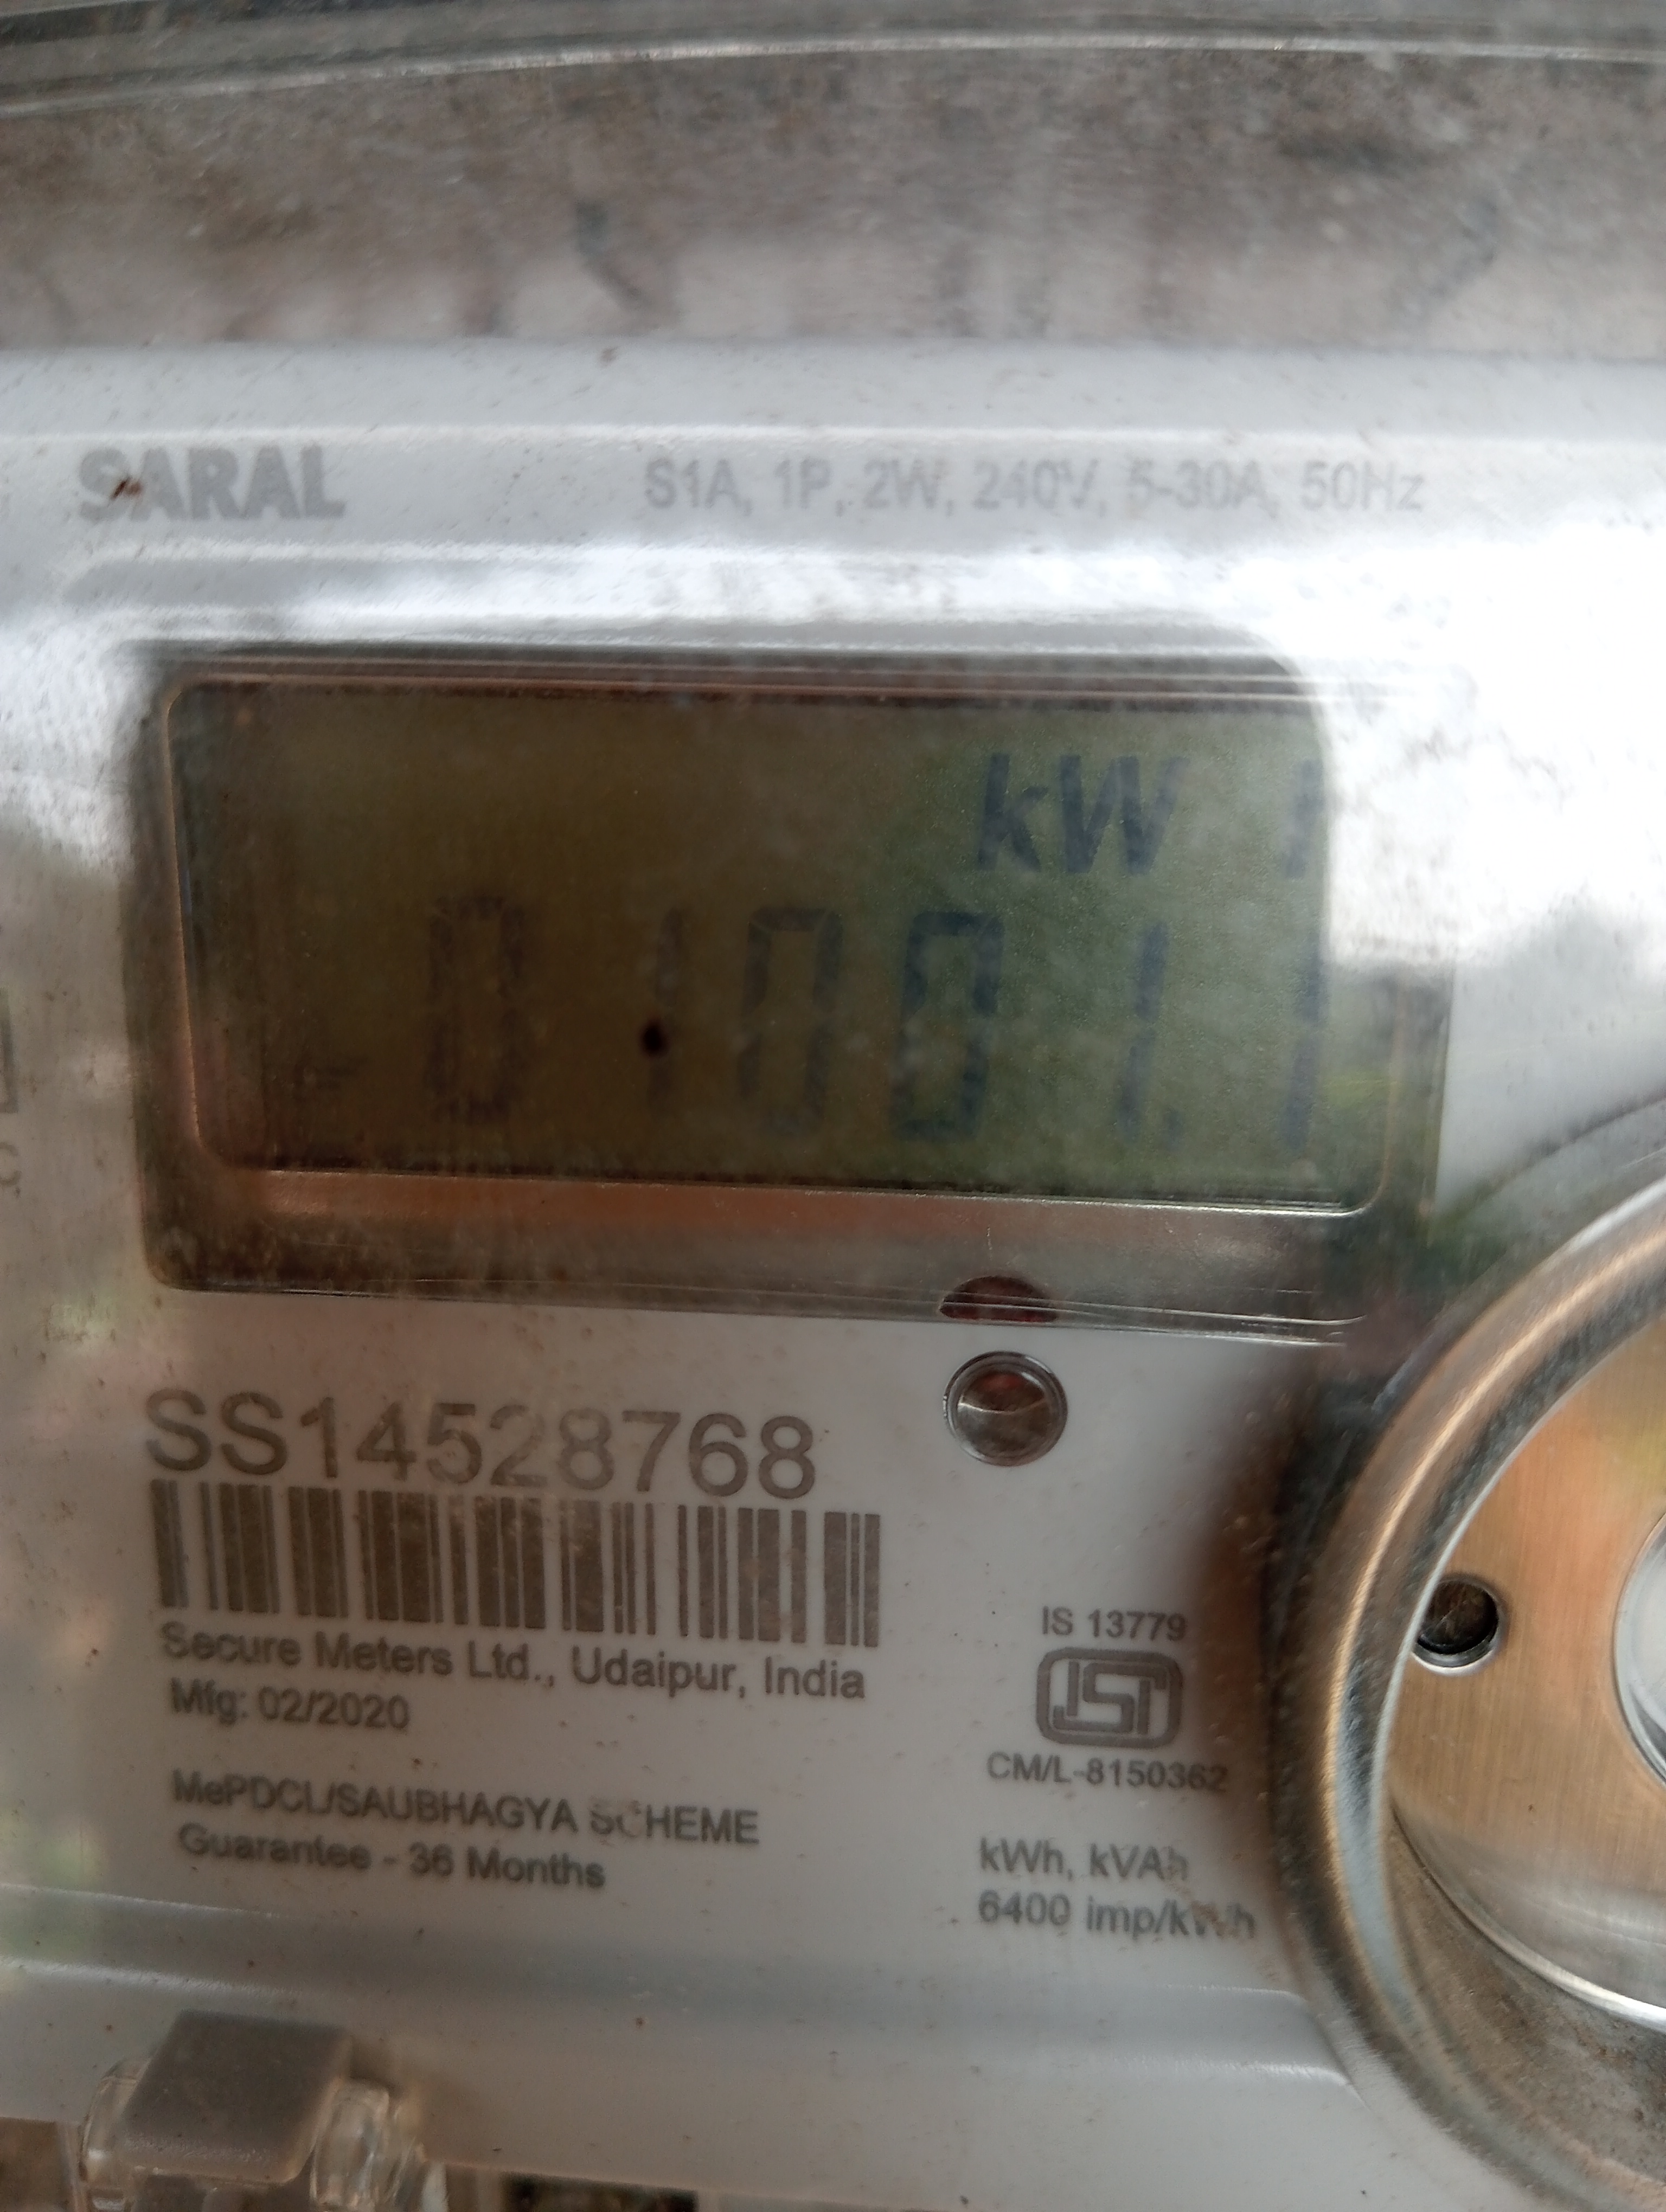 SARAL
S1A, 1P, 2W, 240V, 5-30A, 50Hz
kW
SS14528768
Secure Meters Ltd., Udaipur, India
Mfg: 02/2020
MePDCL/SAUBHAGYA SCHEME
Guarantee - 36 Months
IS 13779
ISI
CM/L-8150362
kWh, kVAh
6400 imp/kWh